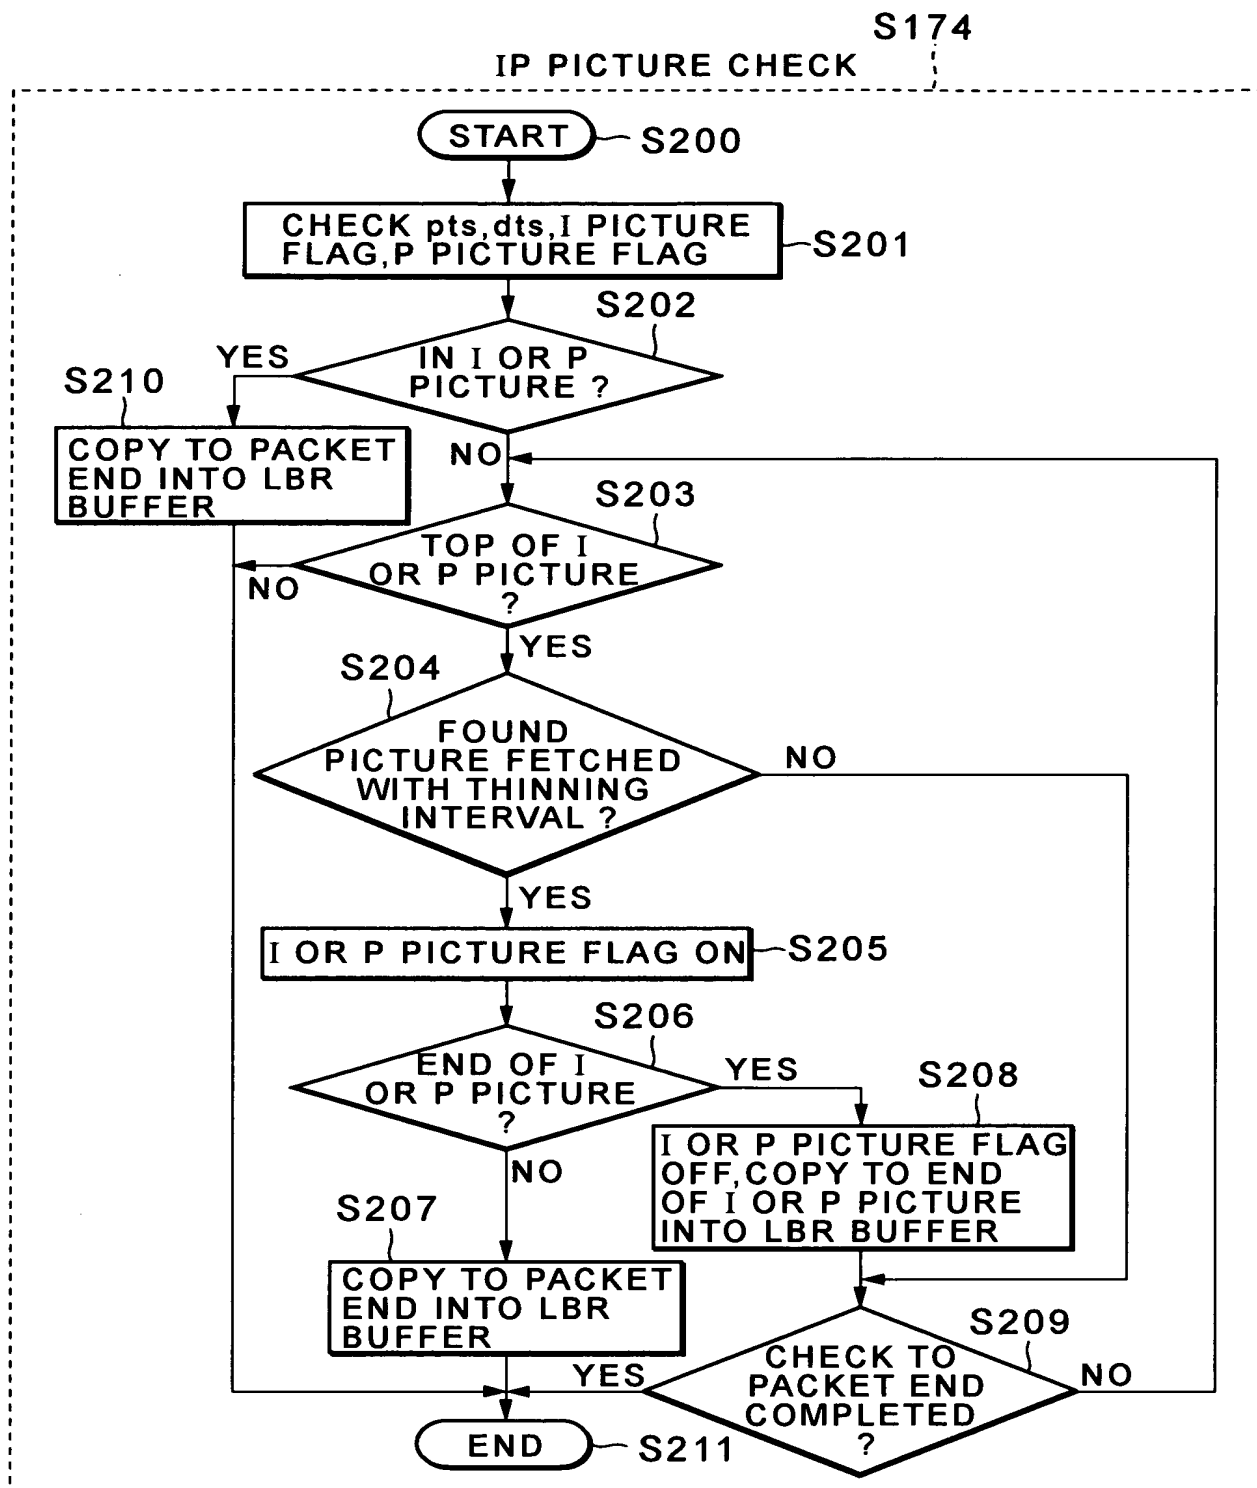 S174
IP PICTURE CHECK
START
S200
CHECK pts,dts,I PICTURE
FLAG,P PICTURE FLAG
S201
S202
IN I OR P
PICTURE ?
YES
S210
COPY TO PACKET
END INTO LBR
BUFFER
NO
S203
TOP OF I
OR P PICTURE
?
NO
YES
S204
FOUND
PICTURE FETCHED
WITH THINNING
INTERVAL ?
NO
YES
I OR P PICTURE FLAG ON
S205
S206
END OF I
OR P PICTURE
?
YES
S208
I OR P PICTURE FLAG
OFF,COPY TO END
OF I OR P PICTURE
INTO LBR BUFFER
NO
S207
COPY TO PACKET
END INTO LBR
BUFFER
S209
CHECK TO
PACKET END
COMPLETED
?
YES
NO
END
S211